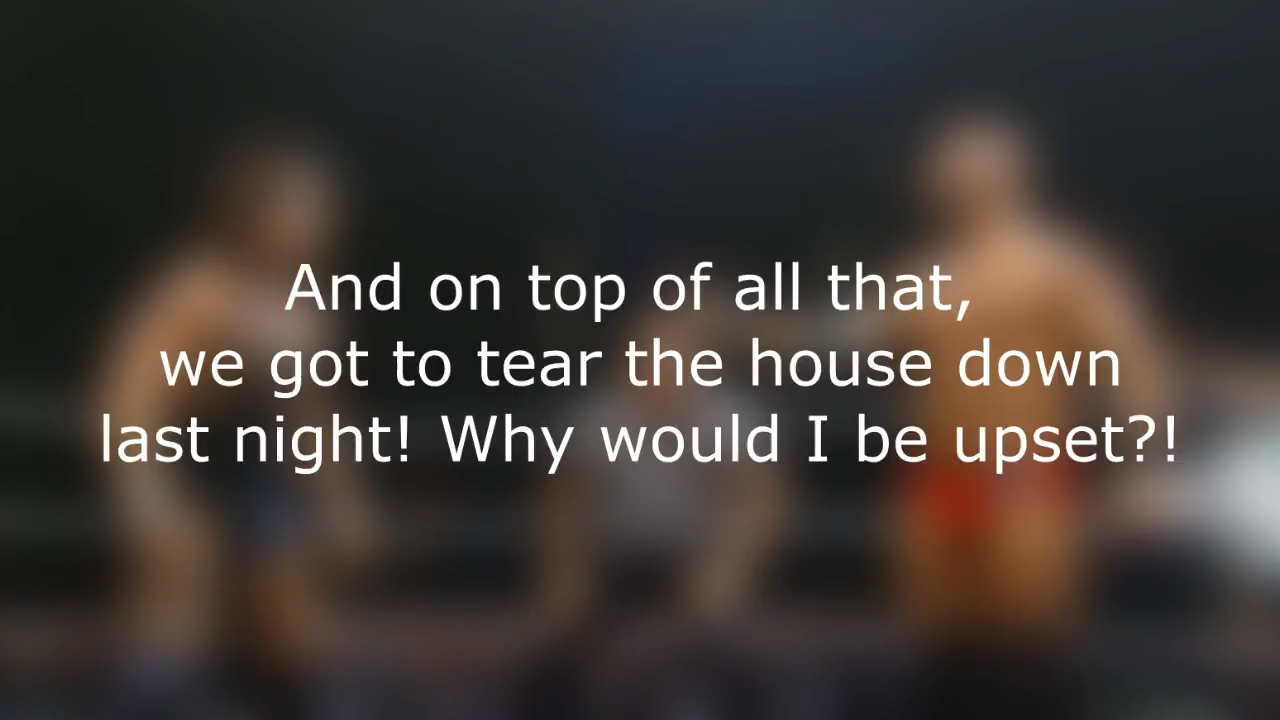 And on top of all that,
we got to tear the house down
last night! Why would I be upset?!